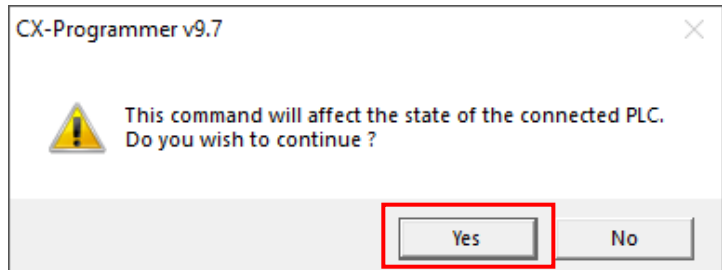 CX-Programmer v9.7
This command will affect the state of the connected PLC.
Do you wish to continue ?
Yes
No